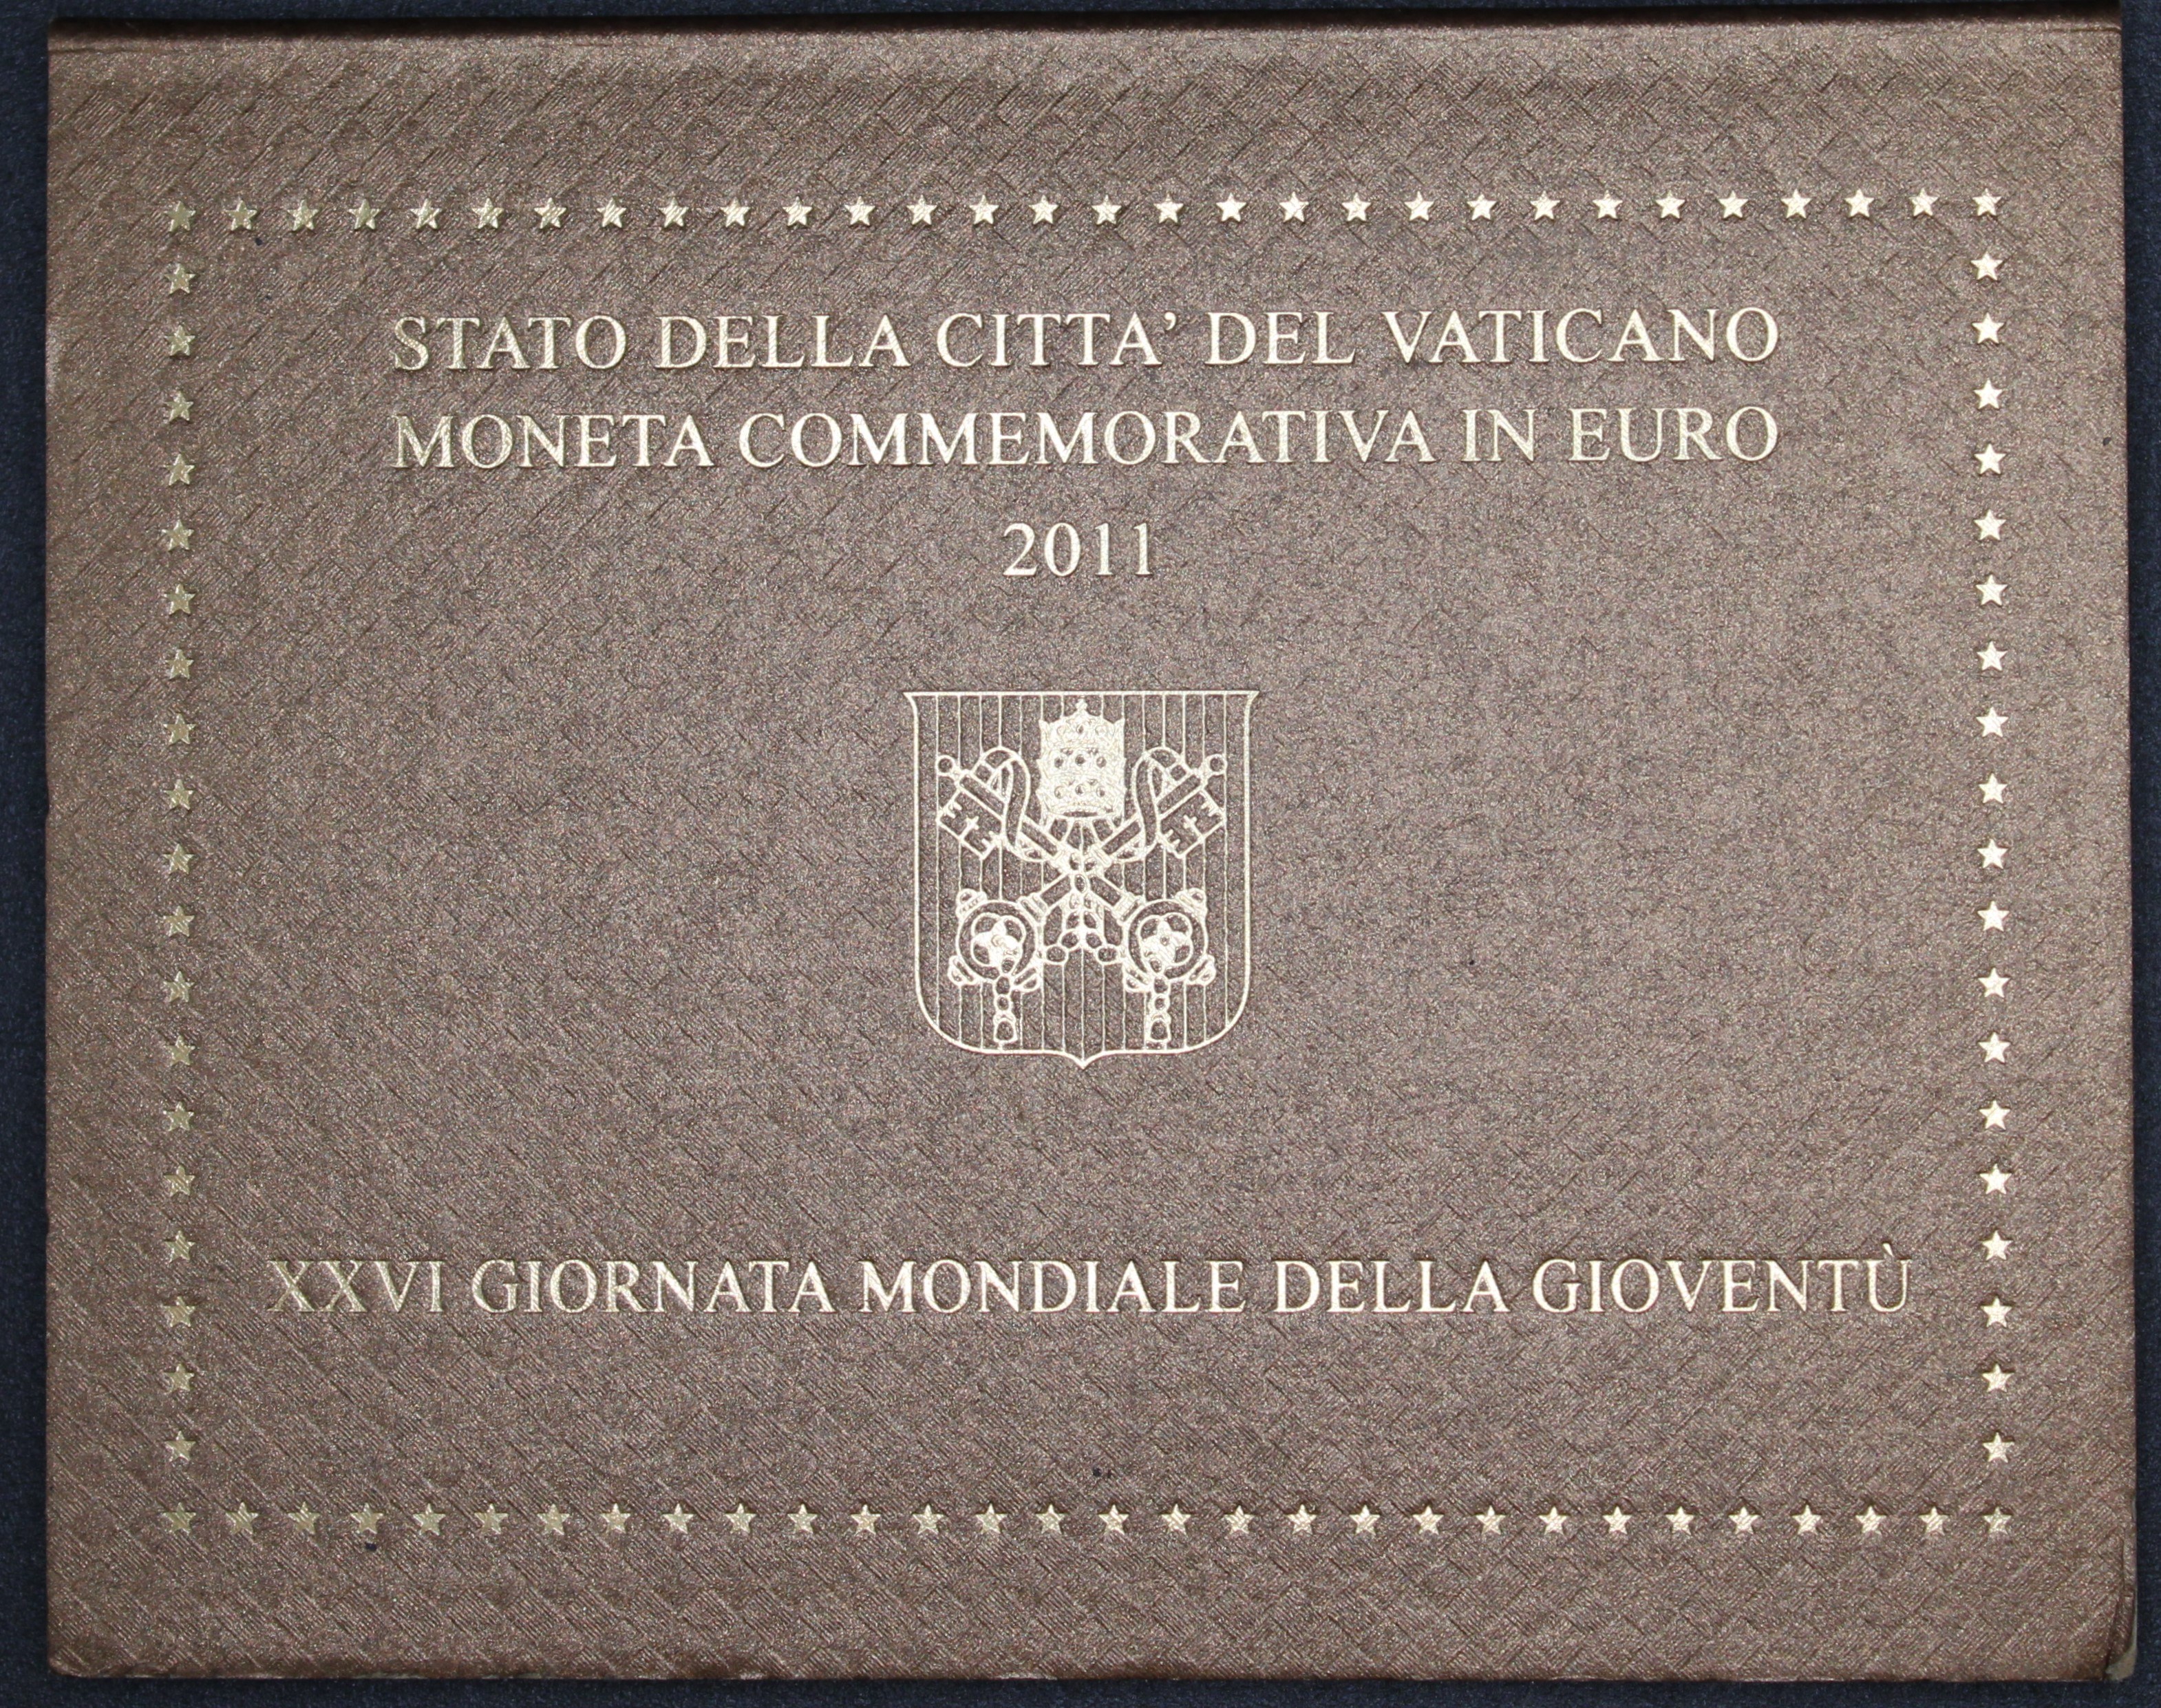 STATO DELLA CITTA' DEL VATICANO
MONETA COMMEMORATIVA IN EURO
2011
XXVI GIORNATA MONDIALE DELLA GIOVENTÙ